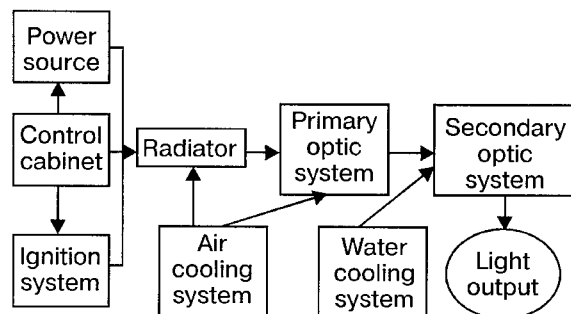 Power
source
Control
cabinet
Ignition
system
Radiator
Primary
optic
system
Secondary
optic
system
Air
cooling
system
Water
cooling
system
Light
output